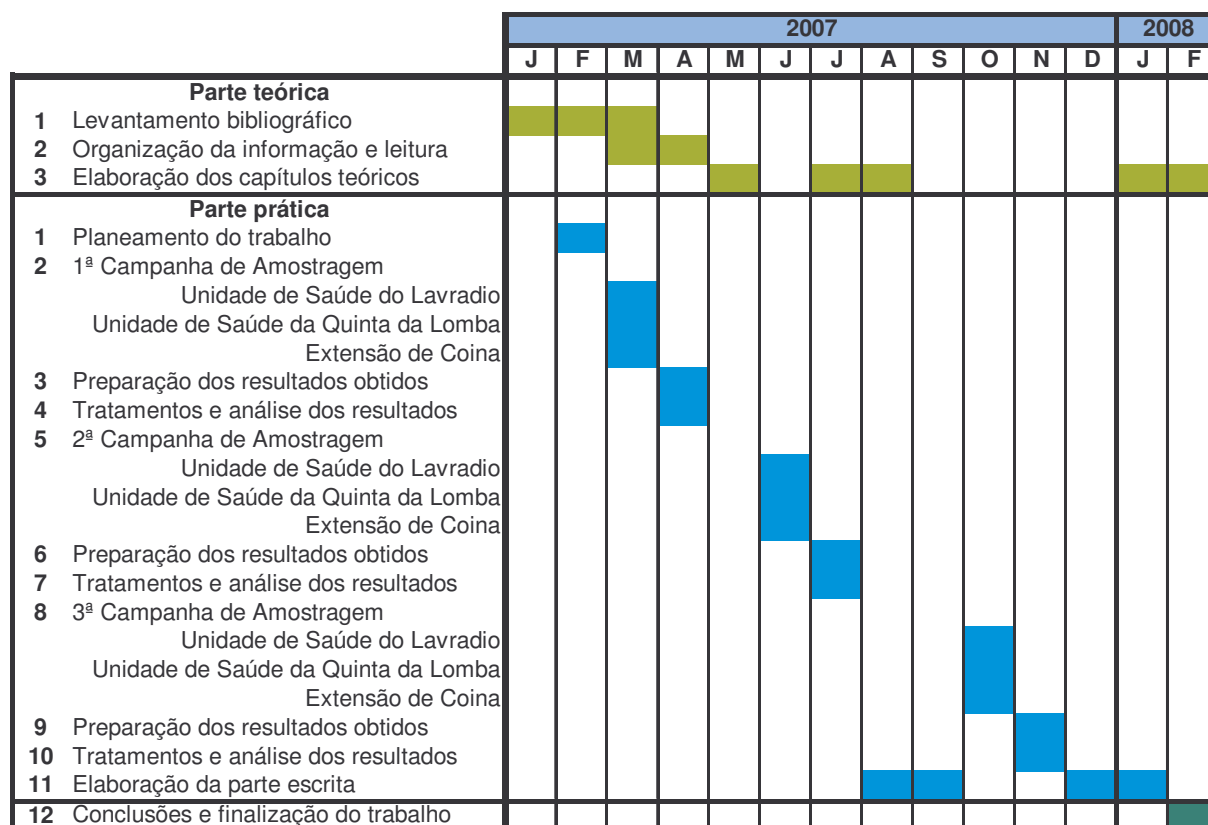 2007 2008
J F M A M J J A S O N D J F
Parte teórica
1 Levantamento bibliográfico
2 Organização da informação e leitura
3 Elaboração dos capítulos teóricos
Parte prática
1 Planeamento do trabalho
2 1ª Campanha de Amostragem
Unidade de Saúde do Lavradio
Unidade de Saúde da Quinta da Lomba
Extensão de Coina
3 Preparação dos resultados obtidos
4 Tratamentos e análise dos resultados
5 2ª Campanha de Amostragem
Unidade de Saúde do Lavradio
Unidade de Saúde da Quinta da Lomba
Extensão de Coina
6 Preparação dos resultados obtidos
7 Tratamentos e análise dos resultados
8 3ª Campanha de Amostragem
Unidade de Saúde do Lavradio
Unidade de Saúde da Quinta da Lomba
Extensão de Coina
9 Preparação dos resultados obtidos
10 Tratamentos e análise dos resultados
11 Elaboração da parte escrita
12 Conclusões e finalização do trabalho